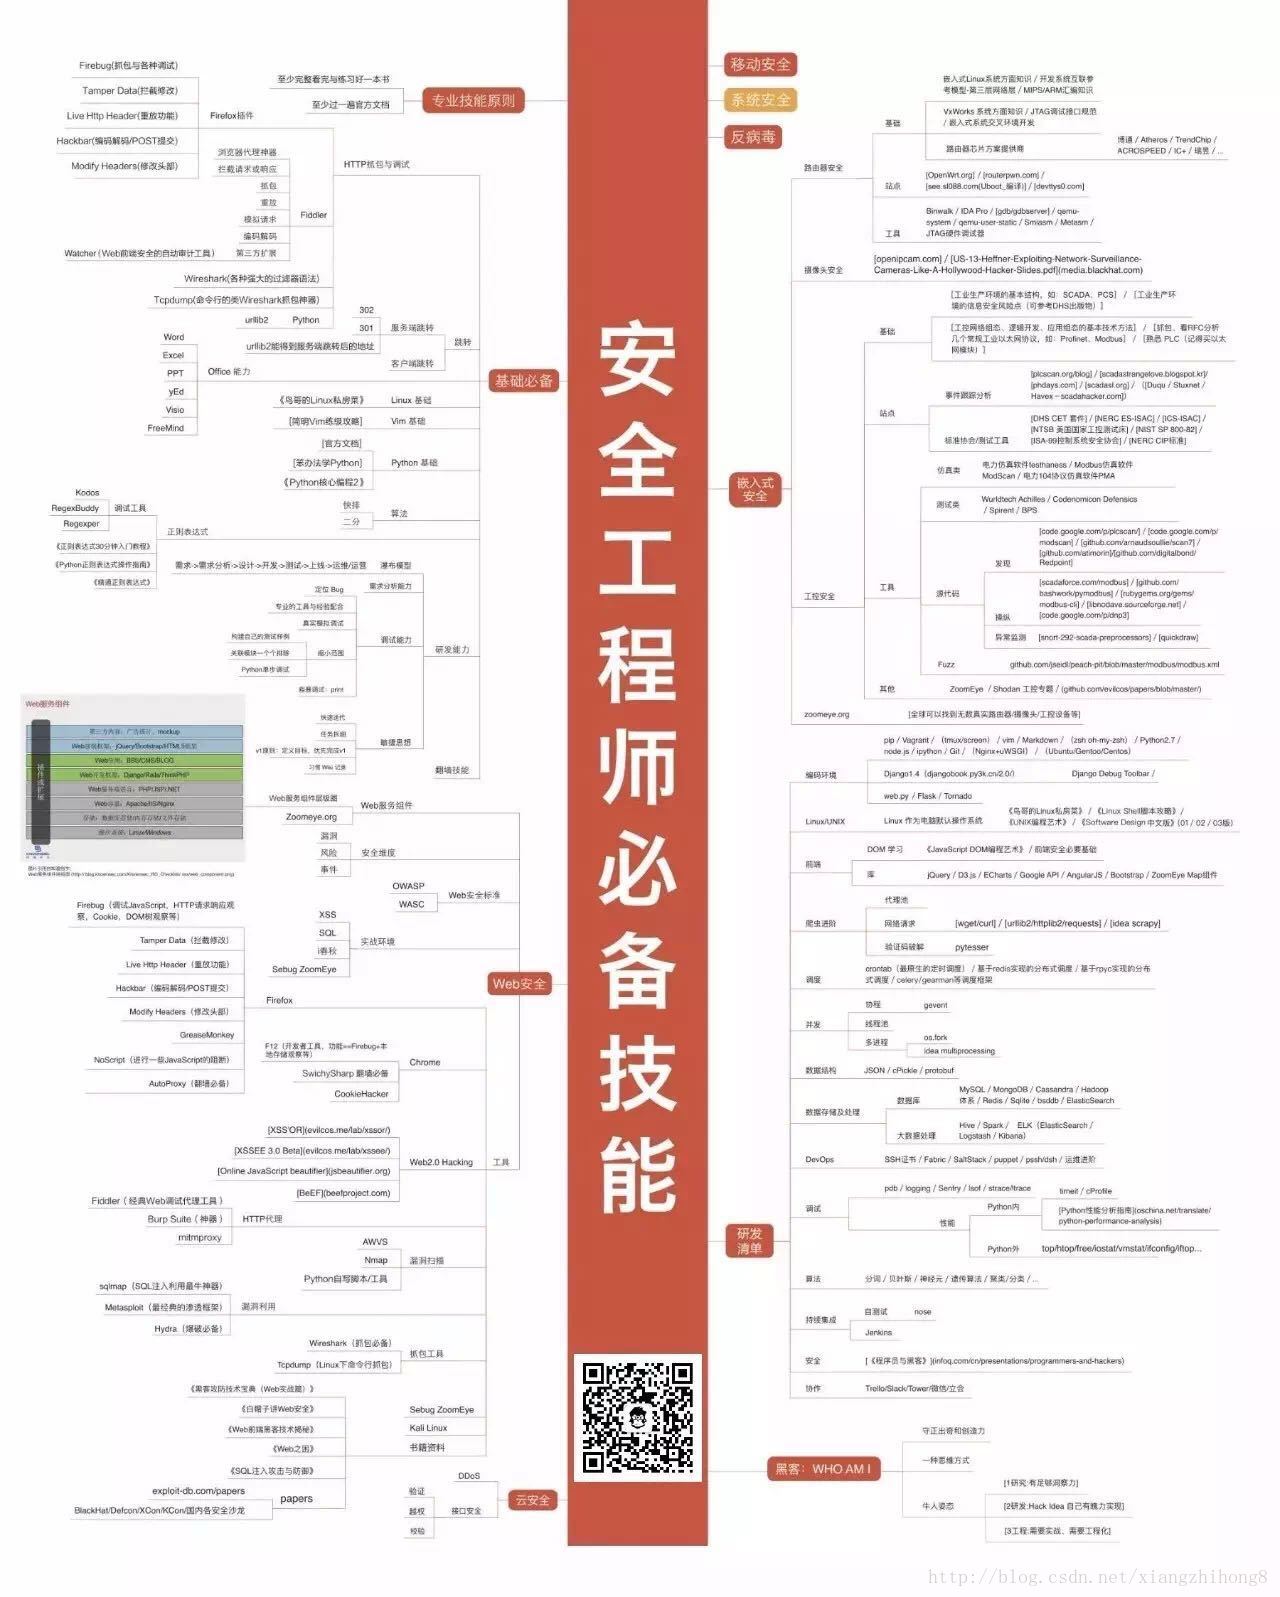 安全工程师必备技能
专业技能原则
至少完整看完与练习好一本书
至少过一遍官方文档
基础必备
HTTP抓包与调试
Firefox插件
Firebug(抓包与各种调试)
Tamper Data(拦截修改)
Live Http Header(重放功能)
Hackbar(编码解码/POST提交)
Modify Headers(修改头部)
Fiddler
浏览器代理神器
拦截请求或响应
抓包
重放
模拟请求
编码解码
第三方扩展
Watcher (Web前端安全的自动审计工具)
Wireshark(各种强大的过滤器语法)
Tcpdump(命令行的类Wireshark抓包神器)
Python
urllib2
跳转
服务端跳转
302
301
urllib2能得到服务端跳转后的地址
客户端跳转
Office 能力
Word
Excel
PPT
yEd
Visio
FreeMind
Linux 基础
《鸟哥的Linux私房菜》
Vim 基础
[简明Vim练级攻略]
Python 基础
[官方文档]
[笨办法学Python]
《Python核心编程2》
算法
快排
二分
正则表达式
调试工具
Kodos
RegexBuddy
Regexper
《正则表达式30分钟入门教程》
《Python正则表达式操作指南》
《精通正则表达式》
研发能力
瀑布模型
需求->需求分析->设计->开发->测试->上线->运维/运营
需求分析能力
调试能力
定位 Bug
专业的工具与经验配合
真实模拟调试
缩小范围
构建自己的测试样例
关联模块一个个排除
Python单步调试
粗暴调试：print
敏捷思想
快速迭代
任务拆细
v1原则：定义目标，优先完成v1
习惯 Wiki 记录
翻墙技能
Web安全
Web服务组件
Web服务组件层级图
Zoomeye.org
Web服务组件
第三方内容：广告统计、mockup
Web前端框架：jQuery/Bootstrap/HTML5框架
Web应用：BBS/CMS/BLOG
Web开发框架：Django/Rails/ThinkPHP
Web服务端语言：PHP/JSP/.NET
Web容器：Apache/IIS/Nginx
存储：数据库存储/内存存储/文件存储
操作系统：Linux/Windows
安全维度
漏洞
风险
事件
Web安全标准
OWASP
WASC
实战环境
XSS
SQL
i春秋
Sebug ZoomEye
工具
Firefox
Firebug（调试JavaScript，HTTP请求响应观
察，Cookie，DOM树观察等）
Tamper Data（拦截修改）
Live Http Header（重放功能）
Hackbar（编码解码/POST提交）
Modify Headers（修改头部）
GreaseMonkey
NoScript（进行一些JavaScript的阻断）
AutoProxy（翻墙必备）
Chrome
F12（开发者工具，功能==Firebug+本
地存储观察等）
SwichySharp 翻墙必备
CookieHacker
Web2.0 Hacking
[XSS'OR](evilcos.me/lab/xssor/)
[XSSEE 3.0 Beta](evilcos.me/lab/xssee/)
[Online JavaScript beautifier](jsbeautifier.org)
[BeEF](beefproject.com)
HTTP代理
Fiddler（ 经典Web调试代理工具 ）
Burp Suite（ 神器 ）
mitmproxy
漏洞扫描
AWVS
Nmap
Python自写脚本/工具
漏洞利用
sqlmap（SQL注入利用最牛神器）
Metasploit（最经典的渗透框架）
Hydra（爆破必备）
抓包工具
Wireshark（抓包必备）
Tcpdump（Linux下命令行抓包）
Sebug ZoomEye
Kali Linux
书籍资料
《黑客攻防技术宝典（Web实战篇）》
《白帽子讲Web安全》
《Web前端黑客技术揭秘》
《Web之困》
《SQL注入攻击与防御》
papers
exploit-db.com/papers
BlackHat/Defcon/XCon/KCon/国内各安全沙龙
云安全
DDoS
接口安全
验证
越权
校验
移动安全
系统安全
反病毒
嵌入式
安全
路由器安全
基础
嵌入式Linux系统方面知识 / 开发系统互联参
考模型-第三层网络层 / MIPS/ARM汇编知识
VxWorks 系统方面知识 / JTAG调试接口规范
/ 嵌入式系统交叉环境开发
路由器芯片方案提供商
博通 / Atheros / TrendChip /
ACROSPEED / IC+ / 瑞昱 / ...
站点
[OpenWrt.org] / [routerpwn.com] /
[see.sl088.com(Uboot_编译)] / [devttys0.com]
工具
Binwalk / IDA Pro / [gdb/gdbserver] / qemu-
system / qemu-user-static / Smiasm / Metasm /
JTAG硬件调试器
摄像头安全
[openipcam.com] / [US-13-Heffner-Exploiting-Network-Surveillance-
Cameras-Like-A-Hollywood-Hacker-Slides.pdf](media.blackhat.com)
工控安全
基础
[工业生产环境的基本结构，如：SCADA、PCS] / [工业生产环
境的信息安全风险点（可参考DHS出版物）]
[工控网络组态、逻辑开发、应用组态的基本技术方法] / [抓包、看RFC分析
几个常规工业以太网协议，如：Profinet、Modbus] / [熟悉 PLC（记得买以太
网模块）]
站点
事件跟踪分析
[plcscan.org/blog] / [scadastrangelove.blogspot.kr]/
[phdays.com] / [scadasl.org] / （[Duqu / Stuxnet /
Havex－scadahacker.com]）
标准协会/测试工具
[DHS CET 套件] / [NERC ES-ISAC] / [ICS-ISAC] /
[NTSB 美国国家工控测试床] / [NIST SP 800-82] /
[ISA-99控制系统安全协会] / [NERC CIP标准]
工具
仿真类
电力仿真软件testhaness / Modbus仿真软件
ModScan / 电力104协议仿真软件PMA
测试类
Wurldtech Achilles / Codenomicon Defensics
/ Spirent / BPS
源代码
发现
[code.google.com/p/plcscan/] / [code.google.com/p/
modscan] / [github.com/arnaudsoullie/scan7] /
[github.com/atimorin]/[github.com/digitalbond/
Redpoint]
操纵
[scadaforce.com/modbus] / [github.com/
bashwork/pymodbus] / [rubygems.org/gems/
modbus-cli] / [libnodave.sourceforge.net] /
[code.google.com/p/dnp3]
异常监测
[snort-292-scada-preprocessors] / [quickdraw]
Fuzz
github.com/jseidl/peach-pit/blob/master/modbus/modbus.xml
其他
ZoomEye / Shodan 工控专题 / (github.com/evilcos/papers/blob/master/)
zoomeye.org
[全球可以找到无数真实路由器/摄像头/工控设备等]
研发
清单
编码环境
pip / Vagrant / （tmux/screen） / vim / Markdown / （zsh oh-my-zsh） / Python2.7 /
node.js / ipython / Git / （Nginx+uWSGI） / （Ubuntu/Gentoo/Centos）
Django1.4（djangobook.py3k.cn/2.0/）
Django Debug Toolbar /
web.py / Flask / Tornado
Linux/UNIX
Linux 作为电脑默认操作系统
《鸟哥的Linux私房菜》 / 《Linux Shell脚本攻略》 /
《UNIX编程艺术》 / 《Software Design 中文版》（01 / 02 / 03版）
前端
DOM 学习
《JavaScript DOM编程艺术》 / 前端安全必要基础
库
jQuery / D3.js / ECharts / Google API / AngularJS / Bootstrap / ZoomEye Map组件
爬虫进阶
代理池
网络请求
[wget/curl] / [urllib2/httplib2/requests] / [idea scrapy]
验证码破解
pytesser
调度
crontab（最原生的定时调度） / 基于redis实现的分布式调度 / 基于rpyc实现的分布
式调度 / celery/gearman等调度框架
并发
协程
gevent
线程池
多进程
os.fork
idea multiprocessing
数据结构
JSON / cPickle / protobuf
数据存储及处理
数据库
MySQL / MongoDB / Cassandra / Hadoop
体系 / Redis / Sqlite / bsddb / ElasticSearch
大数据处理
Hive / Spark / ELK（ElasticSearch /
Logstash / Kibana）
DevOps
SSH证书 / Fabric / SaltStack / puppet / pssh/dsh / 运维进阶
调试
pdb / logging / Sentry / lsof / strace/ltrace
性能
Python内
timeit / cProfile
[Python性能分析指南](oschina.net/translate/
python-performance-analysis)
Python外
top/htop/free/iostat/vmstat/ifconfig/iftop...
算法
分词 / 贝叶斯 / 神经元 / 遗传算法 / 聚类/分类 / ...
持续集成
自测试
nose
Jenkins
安全
[《程序员与黑客》](infoq.com/cn/presentations/programmers-and-hackers)
协作
Trello/Slack/Tower/微信/立会
黑客：WHO AM I
守正出奇和创造力
一种思维方式
牛人姿态
[1研究:有足够洞察力]
[2研发:Hack Idea 自己有魄力实现]
[3工程:需要实战、需要工程化]
http://blog.csdn.net/xiangzhihong8